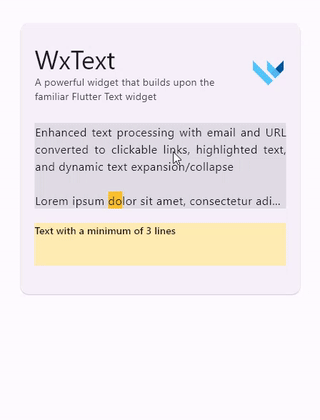 WxText
A powerful widget that builds upon the
familiar Flutter Text widget
Enhanced text processing with email and URL
converted to clickable links, highlighted text,
and dynamic text expansion/collapse
Lorem ipsum dolor sit amet, consectetur adi...
Text with a minimum of 3 lines